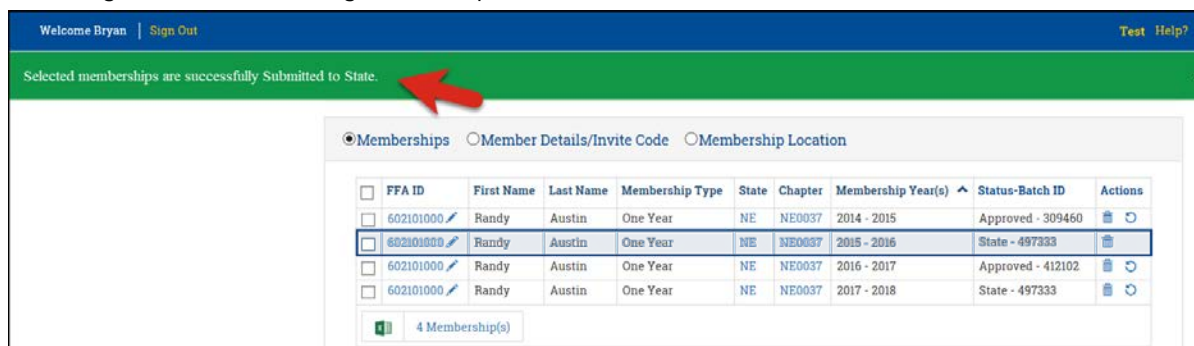 Welcome Bryan | Sign Out Test Help?
Selected memberships are successfully Submitted to State.
Memberships Member Details/Invite Code Membership Location
FFA ID First Name Last Name Membership Type State Chapter Membership Year(s) Status-Batch ID Actions
602101000 Randy Austin One Year NE NE0037 2014 - 2015 Approved - 309460
602101000 Randy Austin One Year NE NE0037 2015 - 2016 State - 497333
602101000 Randy Austin One Year NE NE0037 2016 - 2017 Approved - 412102
602101000 Randy Austin One Year NE NE0037 2017 - 2018 State - 497333
4 Membership(s)